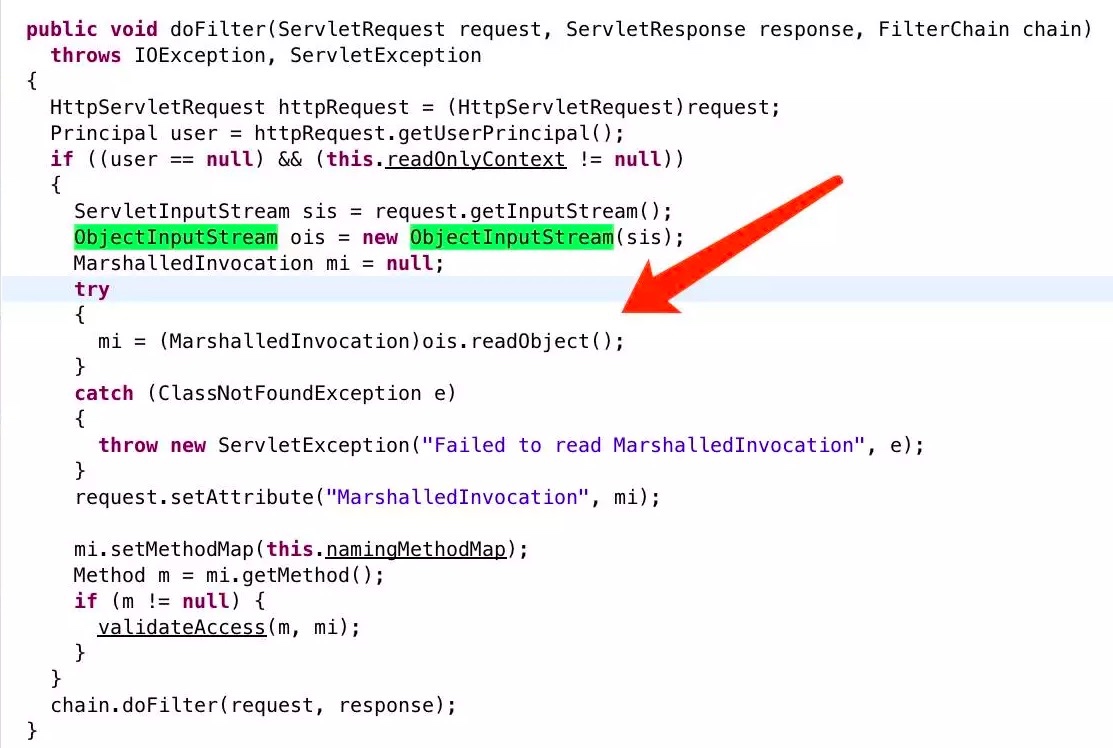 public void doFilter(ServletRequest request, ServletResponse response, FilterChain chain)
throws IOException, ServletException
{
HttpServletRequest httpRequest = (HttpServletRequest)request;
Principal user = httpRequest.getUserPrincipal();
if ((user == null) && (this.readOnlyContext != null))
{
ServletInputStream sis = request.getInputStream();
ObjectInputStream ois = new ObjectInputStream(sis);
MarshalledInvocation mi = null;
try
{
mi = (MarshalledInvocation)ois.readObject();
}
catch (ClassNotFoundException e)
{
throw new ServletException("Failed to read MarshalledInvocation", e);
}
request.setAttribute("MarshalledInvocation", mi);
mi.setMethodMap(this.namingMethodMap);
Method m = mi.getMethod();
if (m != null) {
validateAccess(m, mi);
}
}
chain.doFilter(request, response);
}